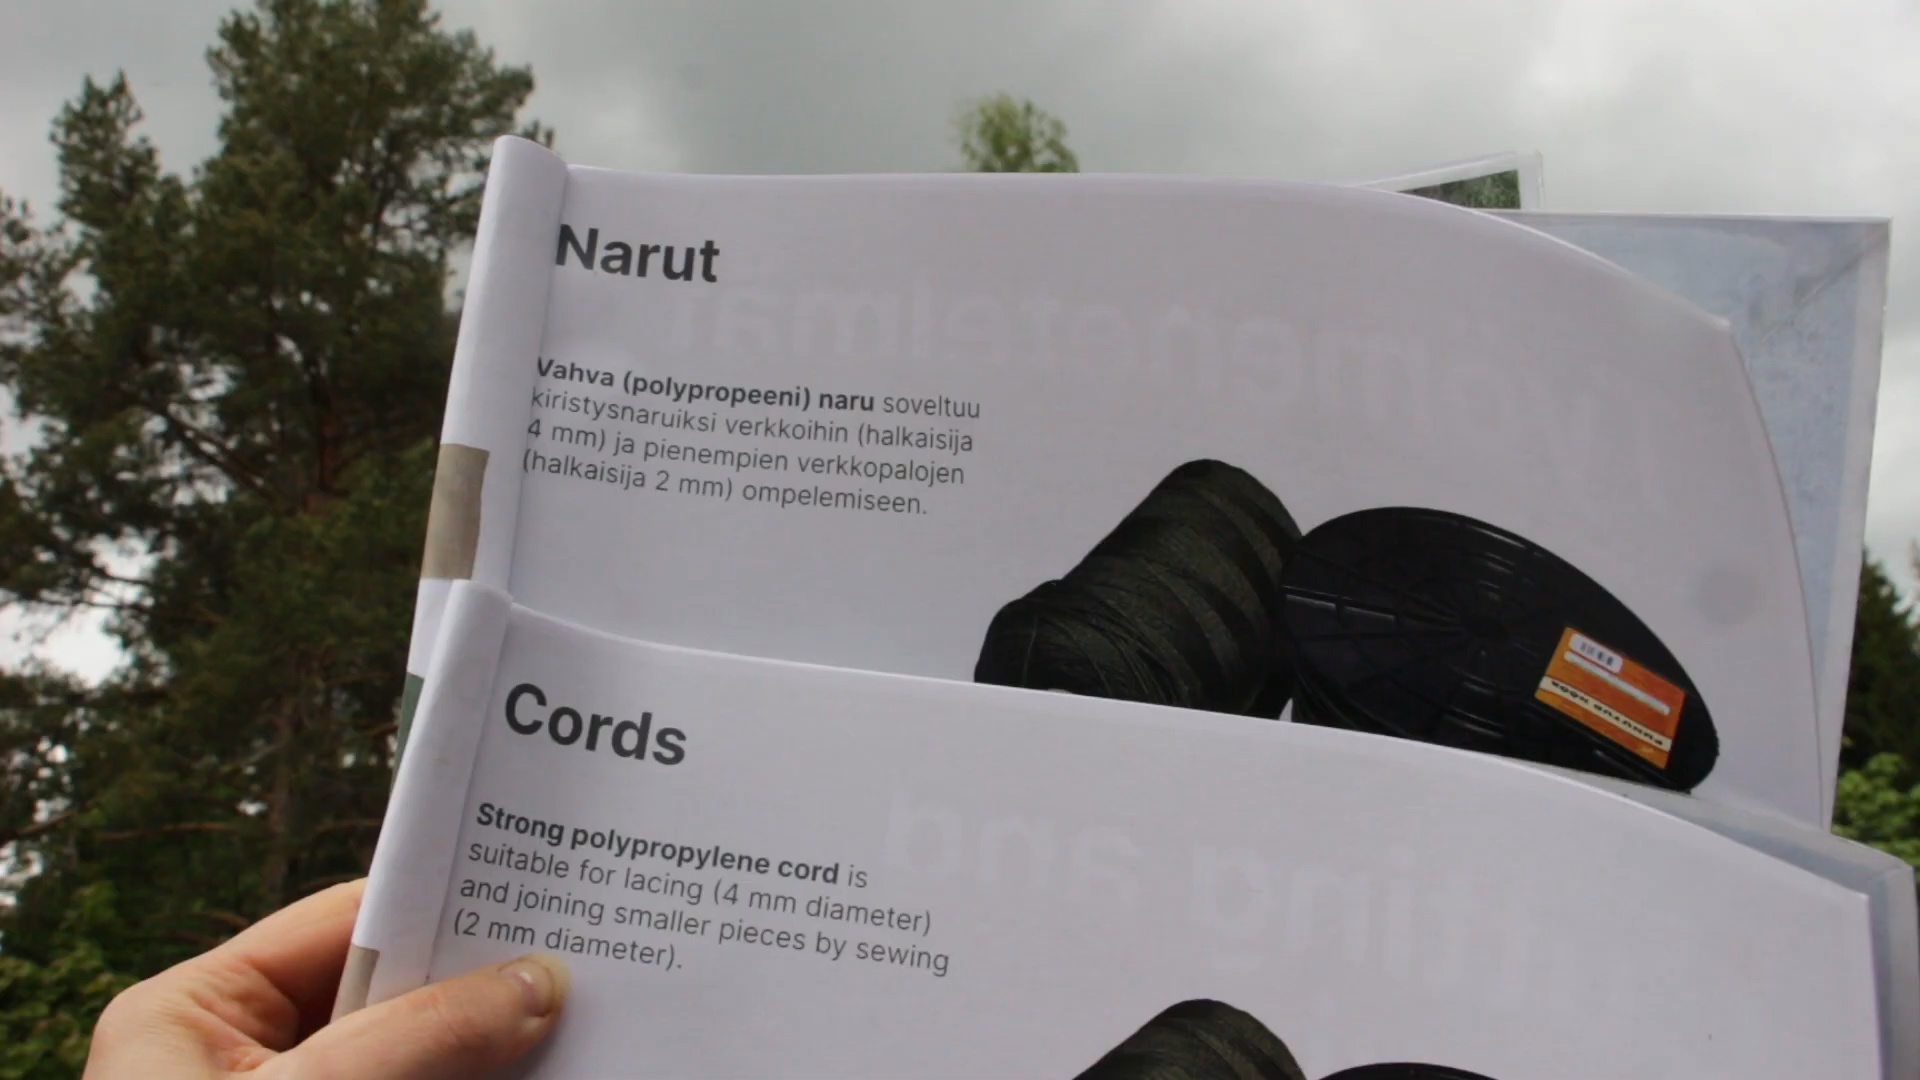 Narut
Vahva (polypropeeni) naru soveltuu
kiristysnaruiksi verkkoihin (halkaisija
4 mm) ja pienempien verkkopalojen
(halkaisija 2 mm) ompelemiseen.
Cords
Strong polypropylene cord is
suitable for lacing (4 mm diameter)
and joining smaller pieces by sewing
(2 mm diameter).